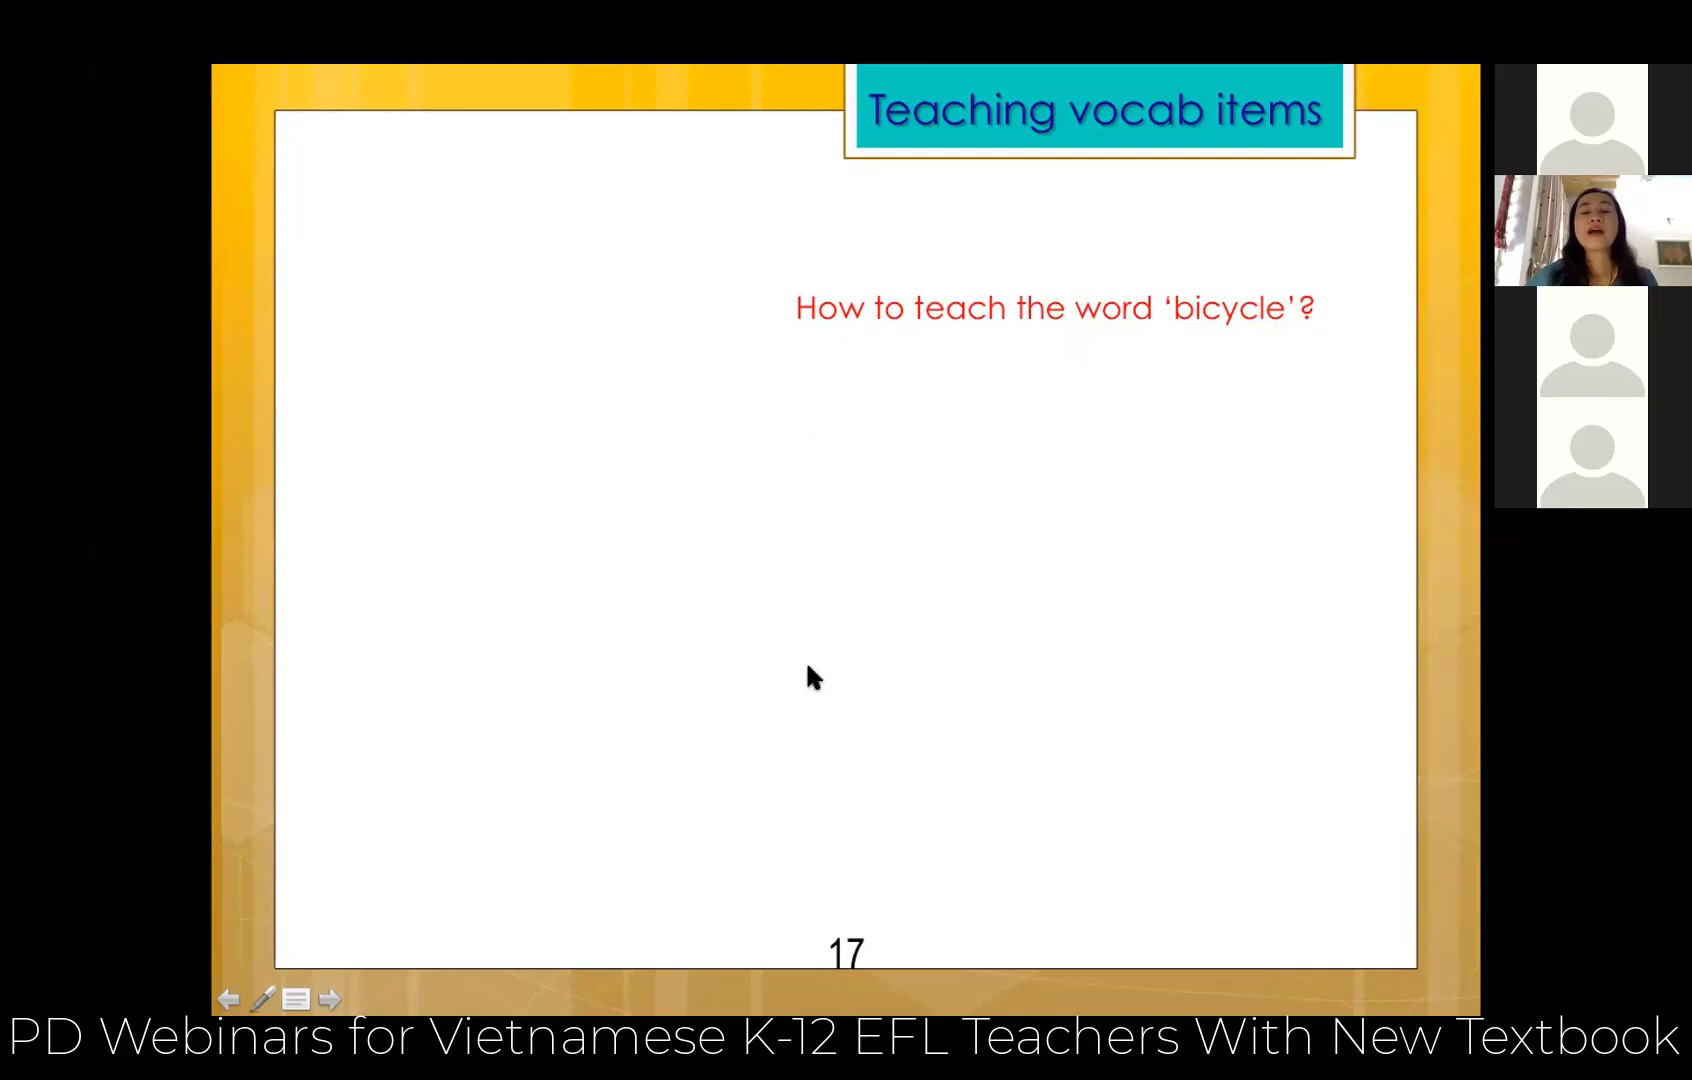 Teaching vocab items
How to teach the word ‘bicycle’?
17
PD Webinars for Vietnamese K-12 EFL Teachers With New Textbook